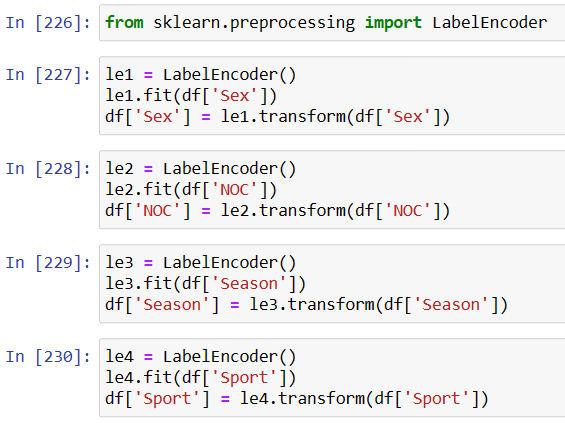 In [226]: from sklearn.preprocessing import LabelEncoder
In [227]: le1 = LabelEncoder()
le1.fit(df['Sex'])
df['Sex'] = le1.transform(df['Sex'])
In [228]: le2 = LabelEncoder()
le2.fit(df['NOC'])
df['NOC'] = le2.transform(df['NOC'])
In [229]: le3 = LabelEncoder()
le3.fit(df['Season'])
df['Season'] = le3.transform(df['Season'])
In [230]: le4 = LabelEncoder()
le4.fit(df['Sport'])
df['Sport'] = le4.transform(df['Sport'])